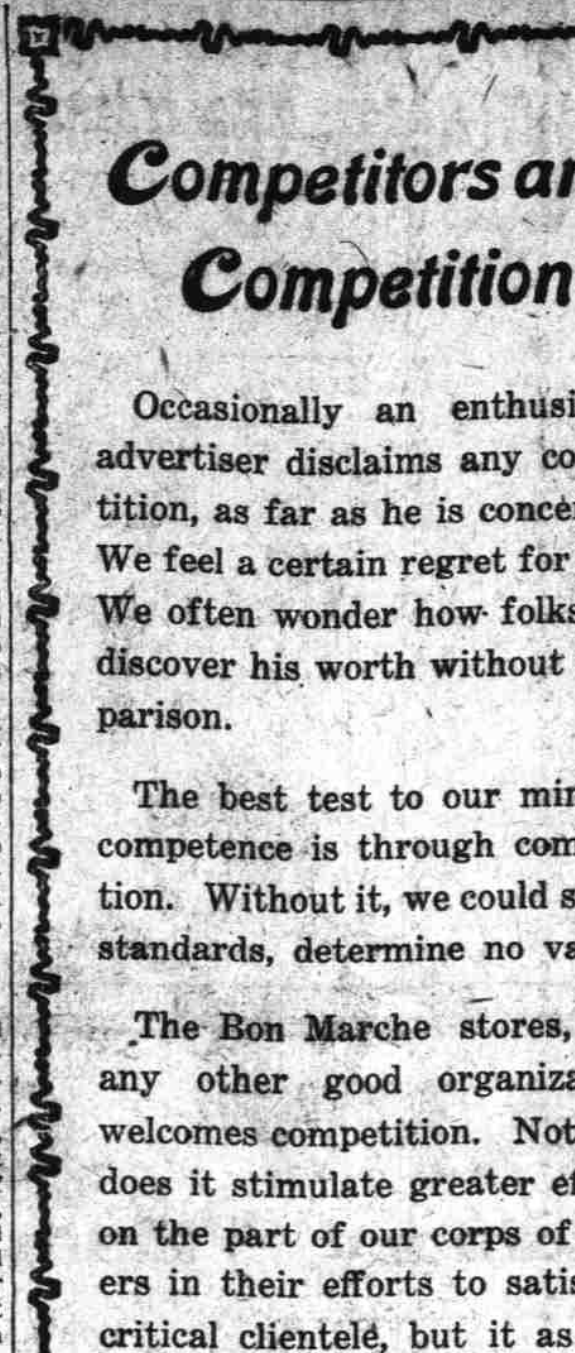 Competitors an
Competition
Occasionally an enthusi
advertiser disclaims any co
tition, as far as he is concer
We feel a certain regret for
We often wonder how folks
discover his worth without
parison.
The best test to our min
competence is through com
tion. Without it, we could s
standards, determine no va
The Bon Marche stores,
any other good organiza
welcomes competition. Not
does it stimulate greater ef
on the part of our corps of
ers in their efforts to satis
critical clientele, but it as